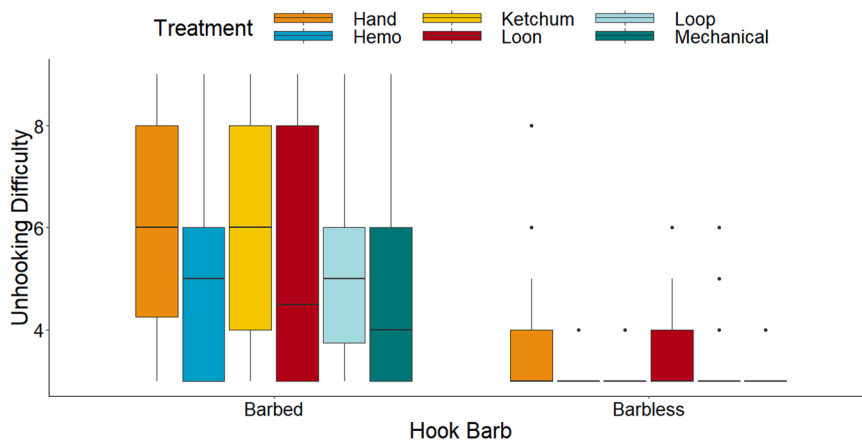 Treatment Hand Ketchum Loop
Hemo Loon Mechanical
Unhooking Difficulty
8
6
4
Barbed Barbless
Hook Barb